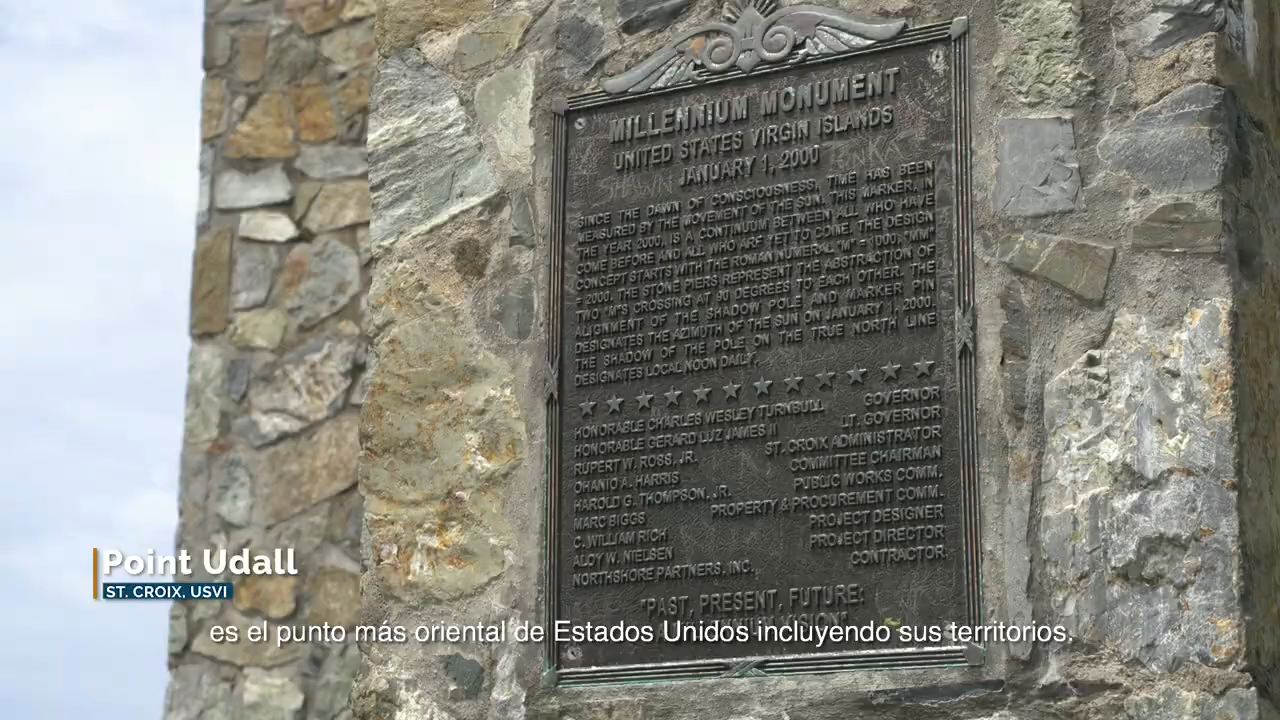 MILLENNIUM MONUMENT
UNITED STATES VIRGIN ISLANDS
JANUARY 1, 2000
SHAWN
SINCE THE DAWN OF CONSCIOUSNESS, TIME HAS BEEN
MEASURED BY THE MOVEMENT OF THE SUN. THIS MARKER, IN
THE YEAR 2000, IS A CONTINUUM BETWEEN ALL WHO HAVE
COME BEFORE AND ALL WHO ARE YET TO COME. THE DESIGN
CONCEPT STARTS WITH THE ROMAN NUMERAL "M" = 1000, "MM"
= 2000. THE STONE PIERS REPRESENT THE ABSTRACTION OF
TWO "M"S CROSSING AT 90 DEGREES TO EACH OTHER. THE
ALIGNMENT OF THE SHADOW POLE AND MARKER PIN
DESIGNATES THE AZIMUTH OF THE SUN ON JANUARY 1, 2000.
THE SHADOW OF THE POLE ON THE TRUE NORTH LINE
DESIGNATES LOCAL NOON DAILY.
HONORABLE CHARLES WESLEY TURNBULL GOVERNOR
HONORABLE GERARD LUZ JAMES II LT. GOVERNOR
RUPERT W. ROSS, JR. ST. CROIX ADMINISTRATOR
OHANIO A. HARRIS COMMITTEE CHAIRMAN
HAROLD G. THOMPSON, JR. PUBLIC WORKS COMM.
MARC BIGGS PROPERTY & PROCUREMENT COMM.
C. WILLIAM RICH PROJECT DESIGNER
ALOY W. NIELSEN PROJECT DIRECTOR
NORTHSHORE PARTNERS, INC. CONTRACTOR
"PAST, PRESENT, FUTURE:
Point Udall
ST. CROIX, USVI
es el punto más oriental de Estados Unidos incluyendo sus territorios.